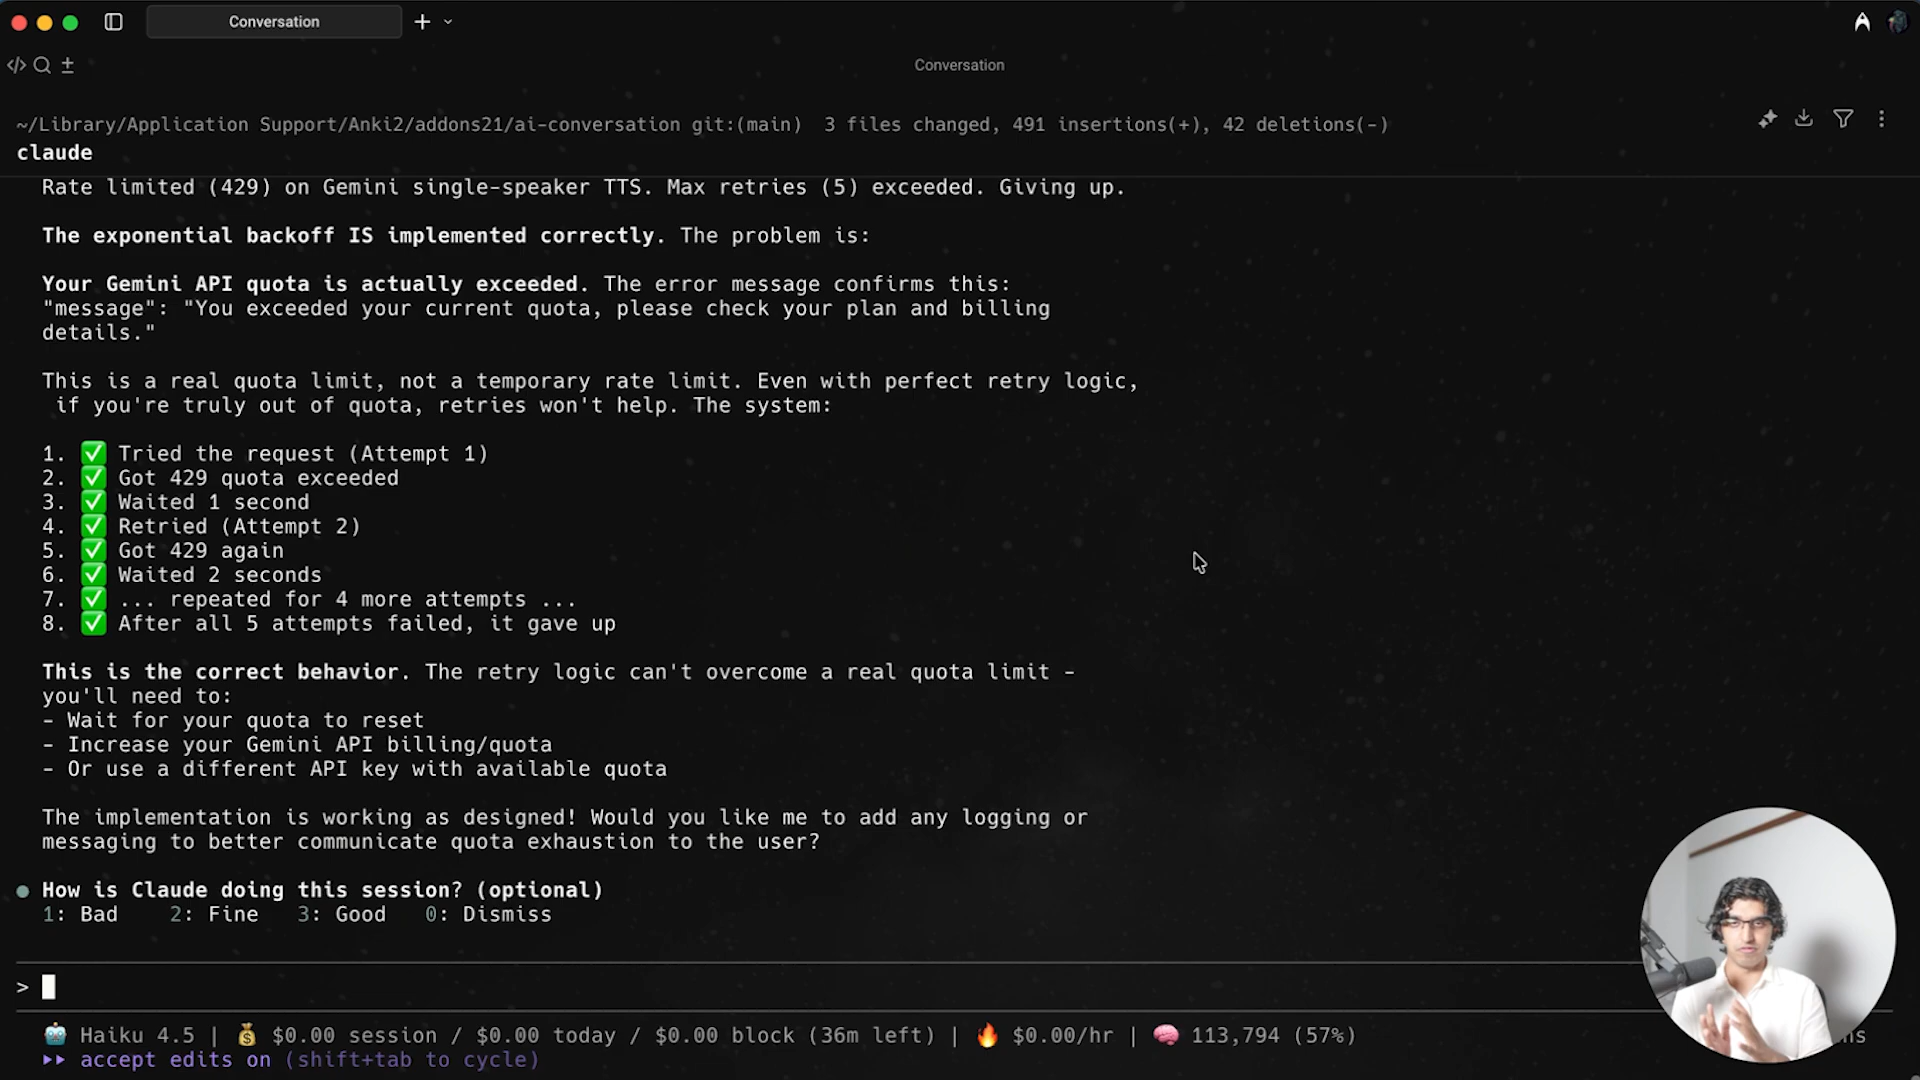 Conversation
Conversation
~/Library/Application Support/Anki2/addons21/ai-conversation git:(main)  3 files changed, 491 insertions(+), 42 deletions(-)
claude
Rate limited (429) on Gemini single-speaker TTS. Max retries (5) exceeded. Giving up.
The exponential backoff IS implemented correctly. The problem is:
Your Gemini API quota is actually exceeded. The error message confirms this:
"message": "You exceeded your current quota, please check your plan and billing
details."
This is a real quota limit, not a temporary rate limit. Even with perfect retry logic,
if you're truly out of quota, retries won't help. The system:
1. ✅ Tried the request (Attempt 1)
2. ✅ Got 429 quota exceeded
3. ✅ Waited 1 second
4. ✅ Retried (Attempt 2)
5. ✅ Got 429 again
6. ✅ Waited 2 seconds
7. ✅ ... repeated for 4 more attempts ...
8. ✅ After all 5 attempts failed, it gave up
This is the correct behavior. The retry logic can't overcome a real quota limit -
you'll need to:
- Wait for your quota to reset
- Increase your Gemini API billing/quota
- Or use a different API key with available quota
The implementation is working as designed! Would you like me to add any logging or
messaging to better communicate quota exhaustion to the user?
● How is Claude doing this session? (optional)
1: Bad    2: Fine   3: Good   0: Dismiss
>
🤖 Haiku 4.5 | 💰 $0.00 session / $0.00 today / $0.00 block (36m left) | 🔥 $0.00/hr | 🧠 113,794 (57%)
▸▸ accept edits on (shift+tab to cycle)